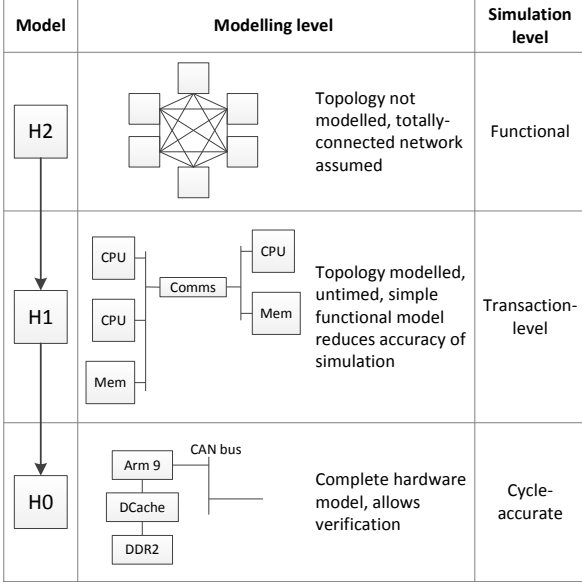 Model
Modelling level
Simulation
level
H2
Topology not
modelled, totally-
connected network
assumed
Functional
H1
CPU
CPU
Mem
Comms
CPU
Mem
Topology modelled,
untimed, simple
functional model
reduces accuracy of
simulation
Transaction-
level
H0
Arm 9
CAN bus
DCache
DDR2
Complete hardware
model, allows
verification
Cycle-
accurate